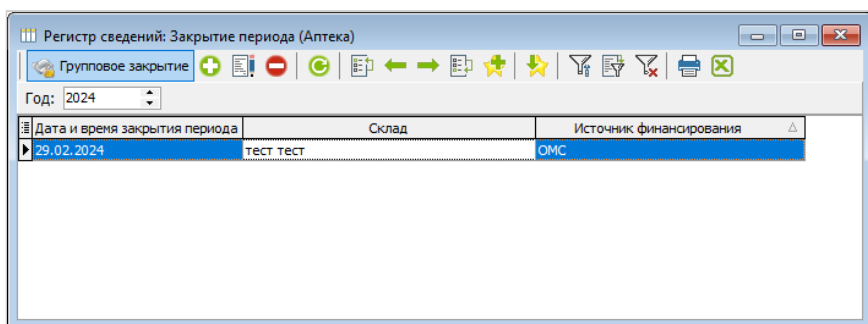 Регистр сведений: Закрытие периода (Аптека)
Групповое закрытие
Год: 2024
Дата и время закрытия периода Склад Источник финансирования
29.02.2024 тест тест ОМС